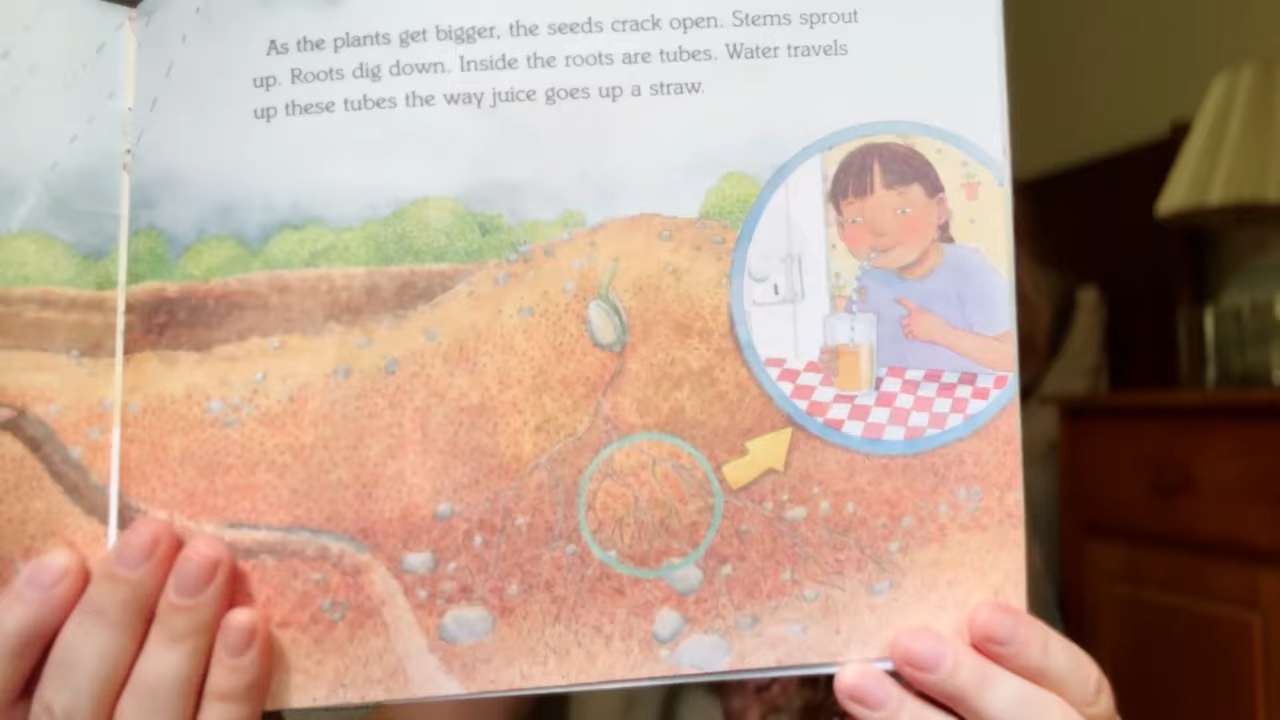 As the plants get bigger, the seeds crack open. Stems sprout
up. Roots dig down. Inside the roots are tubes. Water travels
up these tubes the way juice goes up a straw.